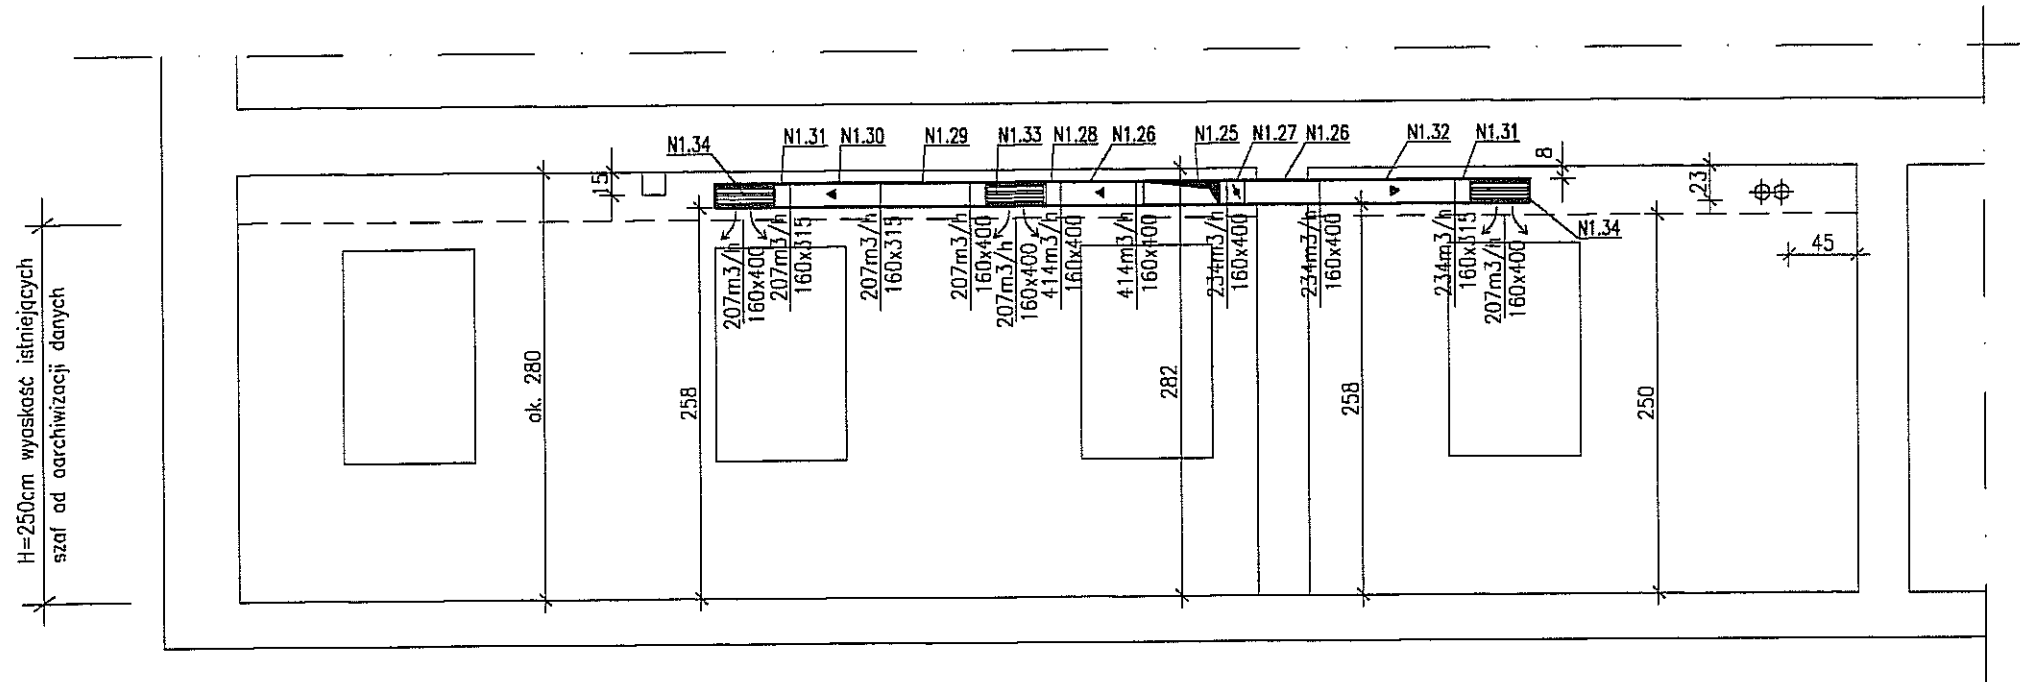 N1.34
N1.31
N1.30
N1.29
N1.33
N1.28
N1.26
N1.25
N1.27
N1.26
N1.32
N1.31
N1.34
8
15
23
45
207m3/h
160x400
207m3/h
160x315
207m3/h
160x315
207m3/h
160x400
207m3/h
160x400
414m3/h
160x400
414m3/h
160x400
234m3/h
160x400
234m3/h
160x400
234m3/h
160x315
207m3/h
160x400
H=250cm wysokość istniejących
szaf od aarchiwizacji danych
ok. 280
258
282
258
250